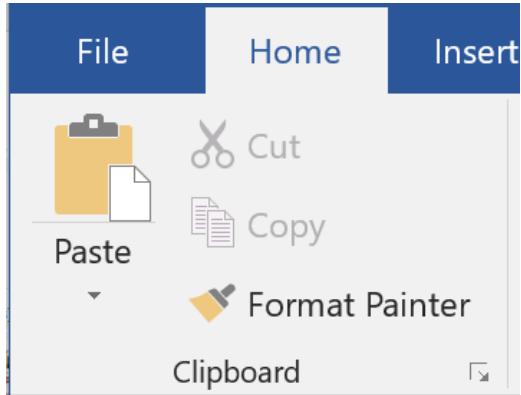 File Home Insert
Cut
Copy
Paste
Format Painter
Clipboard